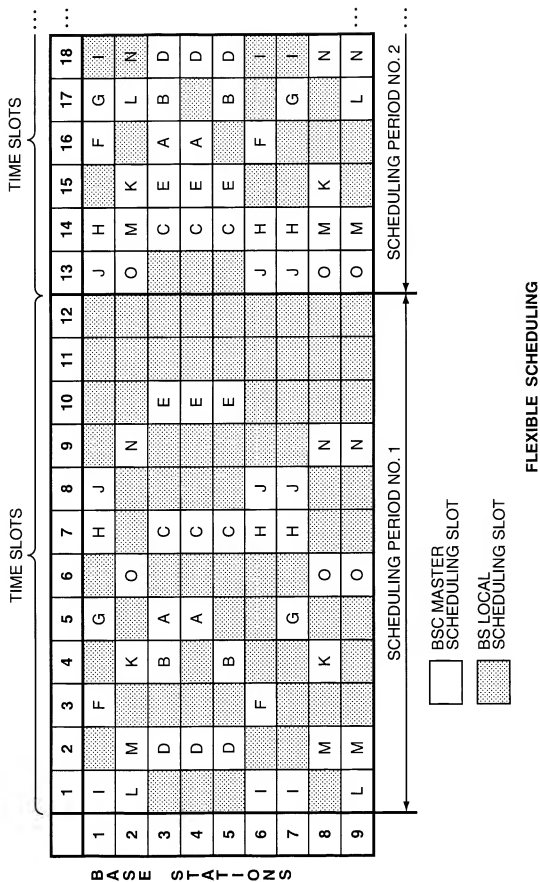 TIME SLOTS TIME SLOTS ...
1 2 3 4 5 6 7 8 9 10 11 12 13 14 15 16 17 18 ...
BASE STATIONS
1 I F G H J J H F G I
2 L M K O N O M K L N
3 D B A C E C E A B D
4 D A C E C E A D
5 D B C E C E B D
6 I F H J J H F I
7 I G H J J H G I
8 M K O N O M K N
9 L M O N O M L N ...
SCHEDULING PERIOD NO. 1 SCHEDULING PERIOD NO. 2 ...
BSC MASTER
SCHEDULING SLOT
BS LOCAL
SCHEDULING SLOT
FLEXIBLE SCHEDULING